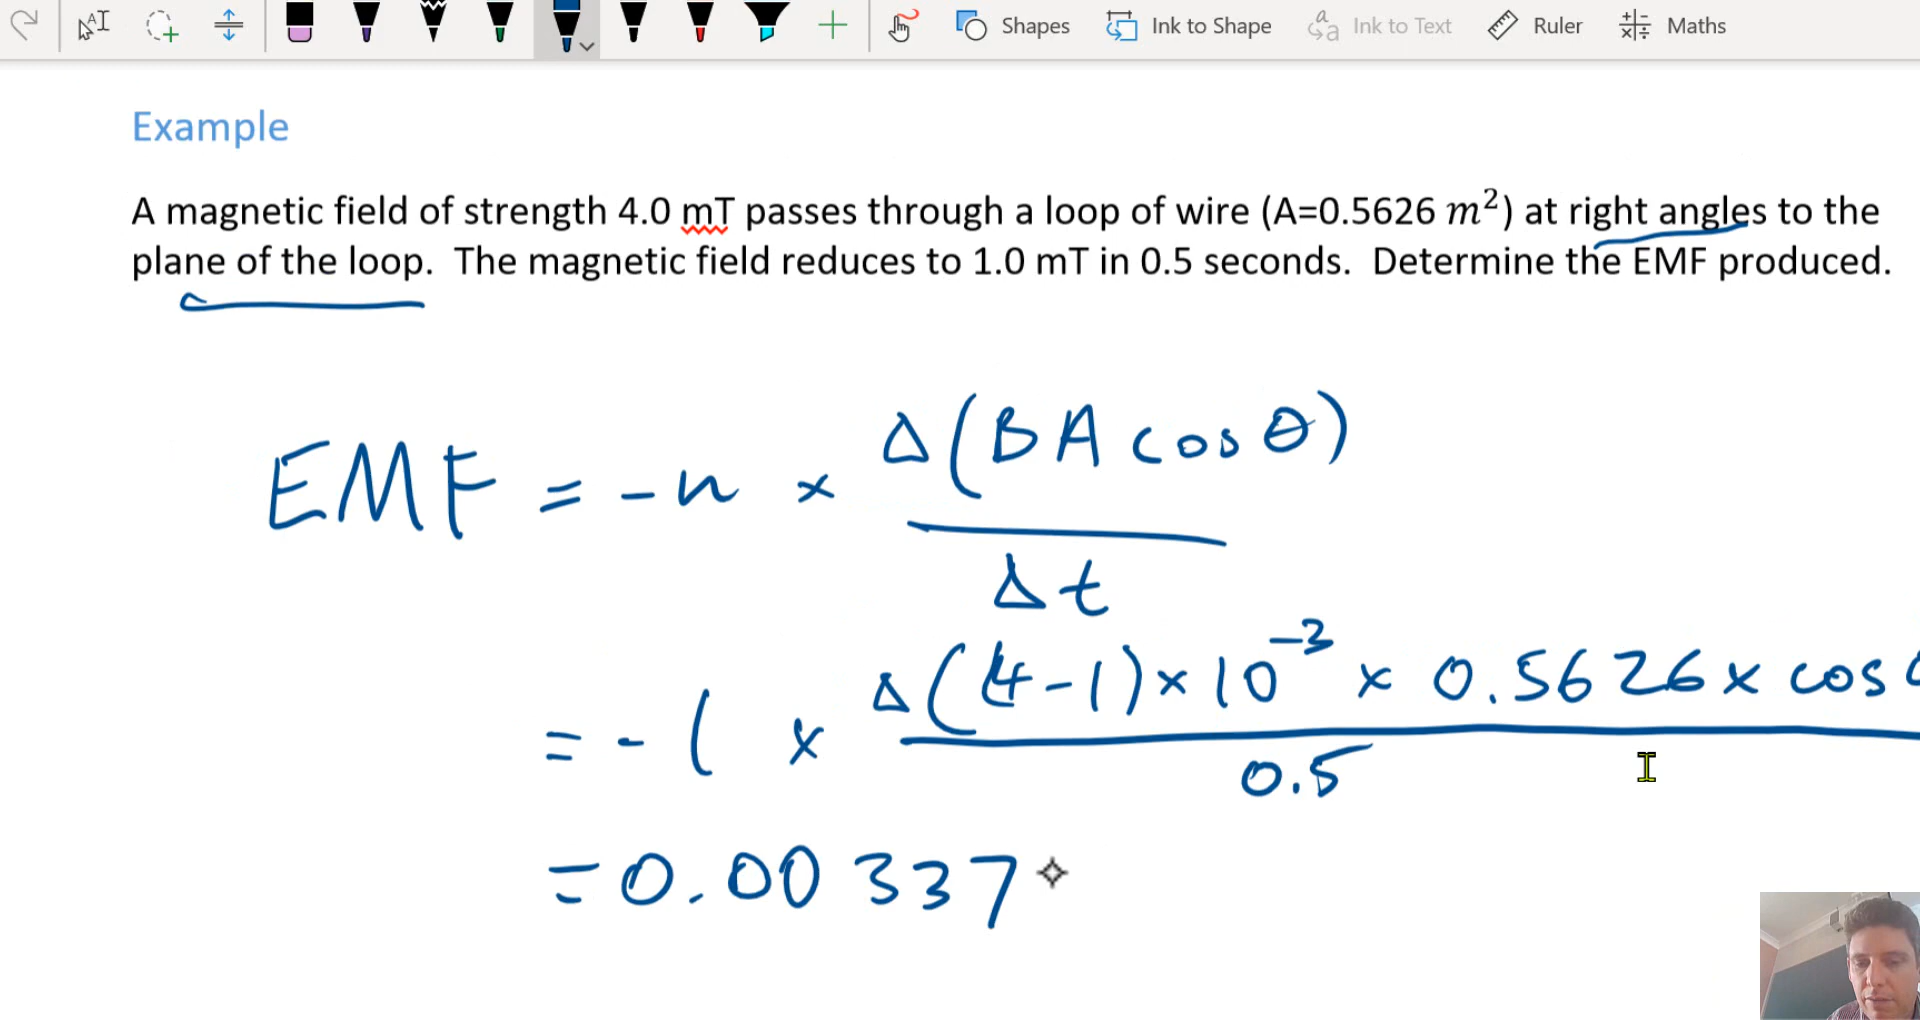 Shapes Ink to Shape Ink to Text Ruler Maths
Example
A magnetic field of strength 4.0 mT passes through a loop of wire (A=0.5626 m²) at right angles to the
plane of the loop. The magnetic field reduces to 1.0 mT in 0.5 seconds. Determine the EMF produced.
Δ(BA cos θ)
EMF = -n ×
Δt
Δ(4-1)×10⁻³ × 0.5626 × cos
= - 1 ×
0.5
= 0.00337